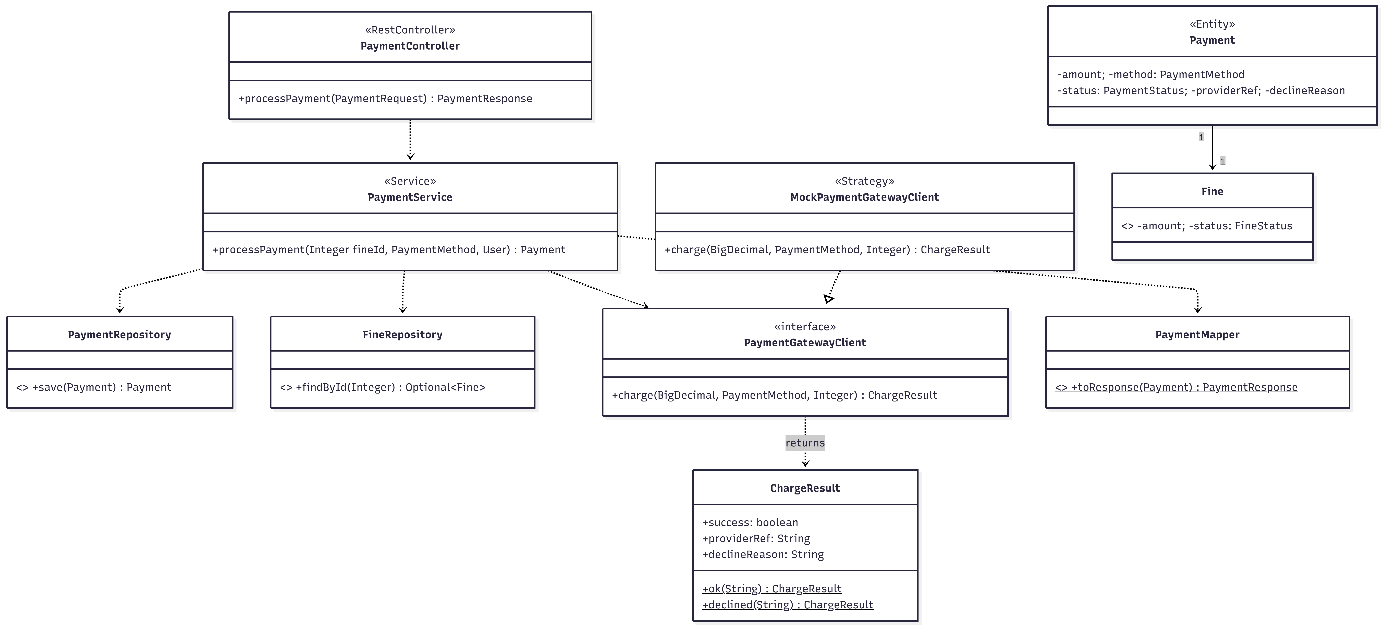 «RestController»
PaymentController
+processPayment(PaymentRequest) : PaymentResponse
«Entity»
Payment
-amount; -method: PaymentMethod
-status: PaymentStatus; -providerRef; -declineReason
1
1
«Service»
PaymentService
+processPayment(Integer fineId, PaymentMethod, User) : Payment
«Strategy»
MockPaymentGatewayClient
+charge(BigDecimal, PaymentMethod, Integer) : ChargeResult
Fine
<> -amount; -status: FineStatus
PaymentRepository
<> +save(Payment) : Payment
FineRepository
<> +findById(Integer) : Optional<Fine>
«interface»
PaymentGatewayClient
+charge(BigDecimal, PaymentMethod, Integer) : ChargeResult
PaymentMapper
<> +toResponse(Payment) : PaymentResponse
returns
ChargeResult
+success: boolean
+providerRef: String
+declineReason: String
+ok(String) : ChargeResult
+declined(String) : ChargeResult